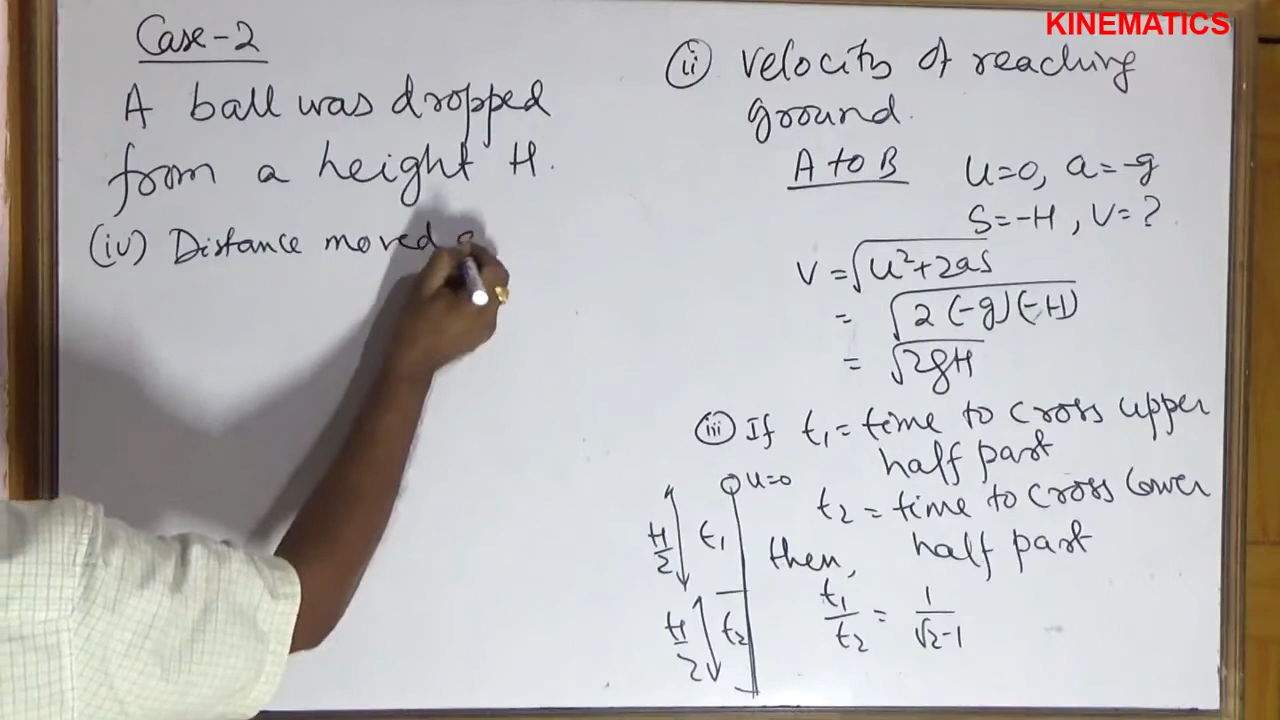 KINEMATICS
Case-2
A ball was dropped
from a height H.
(iv) Distance moved
(ii) velocity of reaching
ground.
A to B
u=0, a=-g
S=-H, V=?
V=√u²+2as
= √2(-g)(-H)
= √2gH
(iii) If t₁ = time to cross upper
half part
t₂ = time to cross lower
half part
then,
t₁/t₂ = 1/√2-1
u=0
H/2
t₁
H/2
t₂